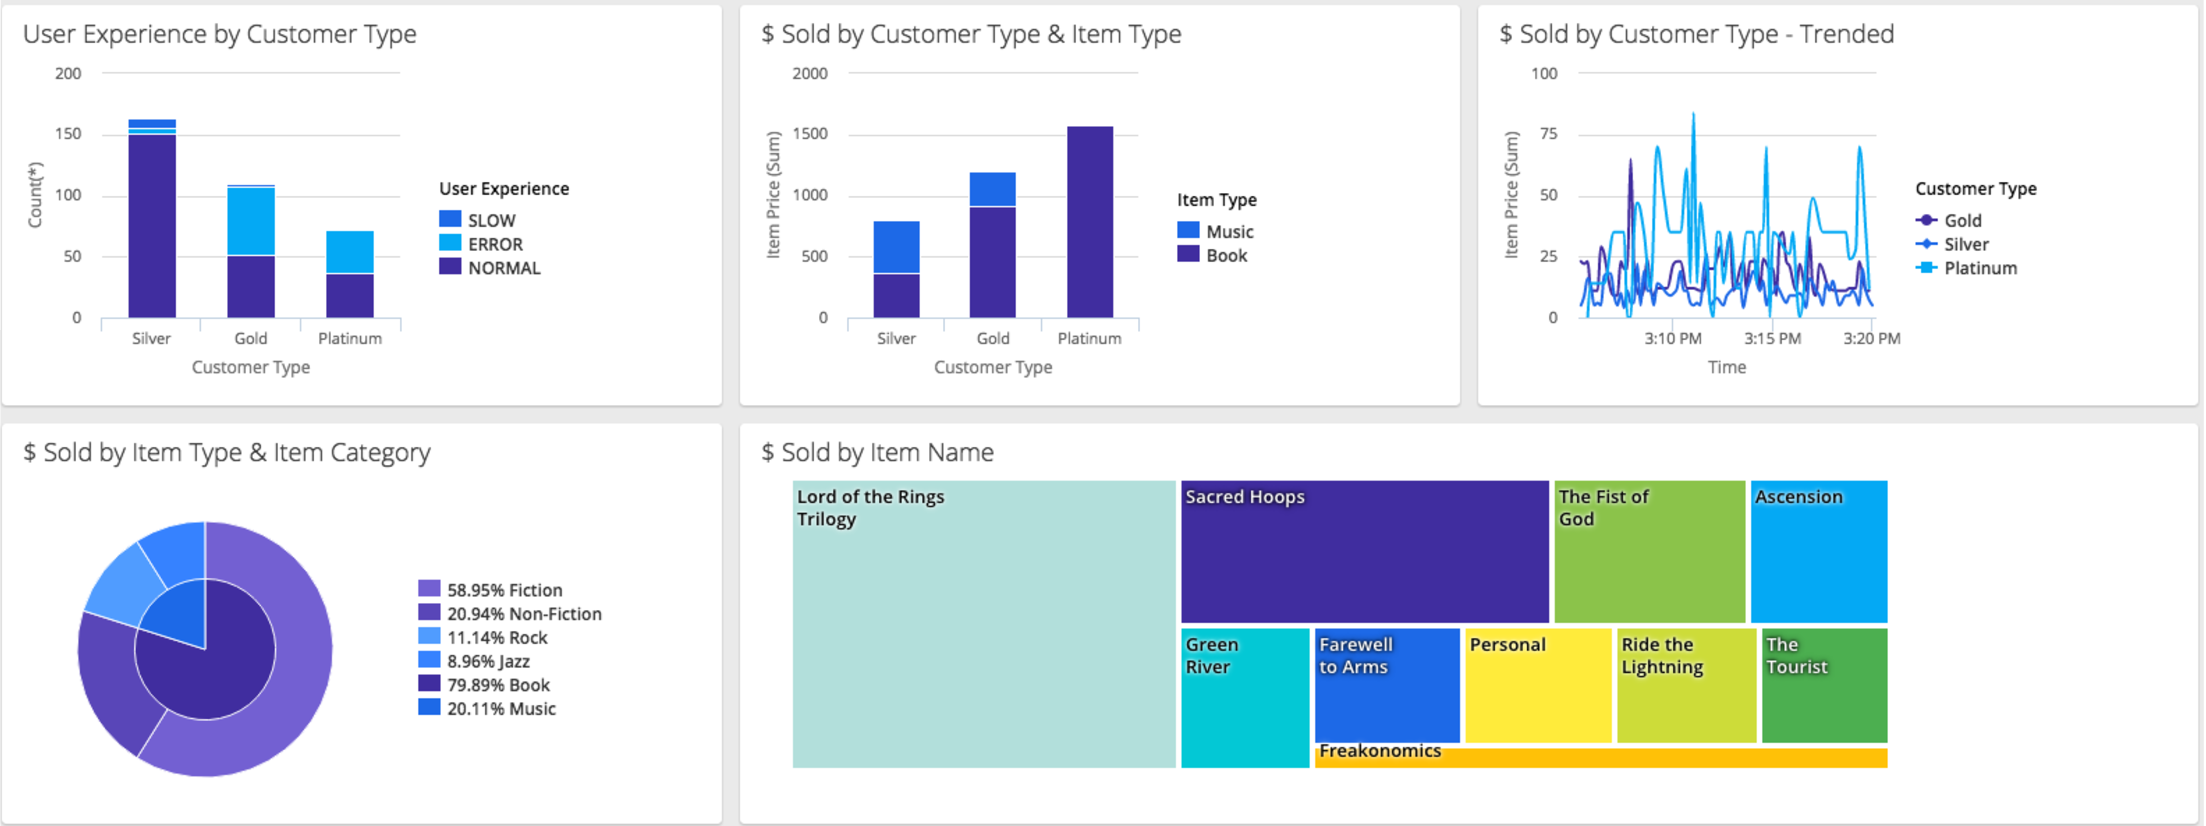 User Experience by Customer Type
200
150
100
50
0
Count(*)
Silver
Gold
Platinum
Customer Type
User Experience
SLOW
ERROR
NORMAL
$ Sold by Customer Type & Item Type
2000
1500
1000
500
0
Item Price (Sum)
Silver
Gold
Platinum
Customer Type
Item Type
Music
Book
$ Sold by Customer Type - Trended
100
75
50
25
0
Item Price (Sum)
3:10 PM
3:15 PM
3:20 PM
Time
Customer Type
Gold
Silver
Platinum
$ Sold by Item Type & Item Category
58.95% Fiction
20.94% Non-Fiction
11.14% Rock
8.96% Jazz
79.89% Book
20.11% Music
$ Sold by Item Name
Lord of the Rings
Trilogy
Sacred Hoops
The Fist of
God
Ascension
Green
River
Farewell
to Arms
Personal
Ride the
Lightning
The
Tourist
Freakonomics